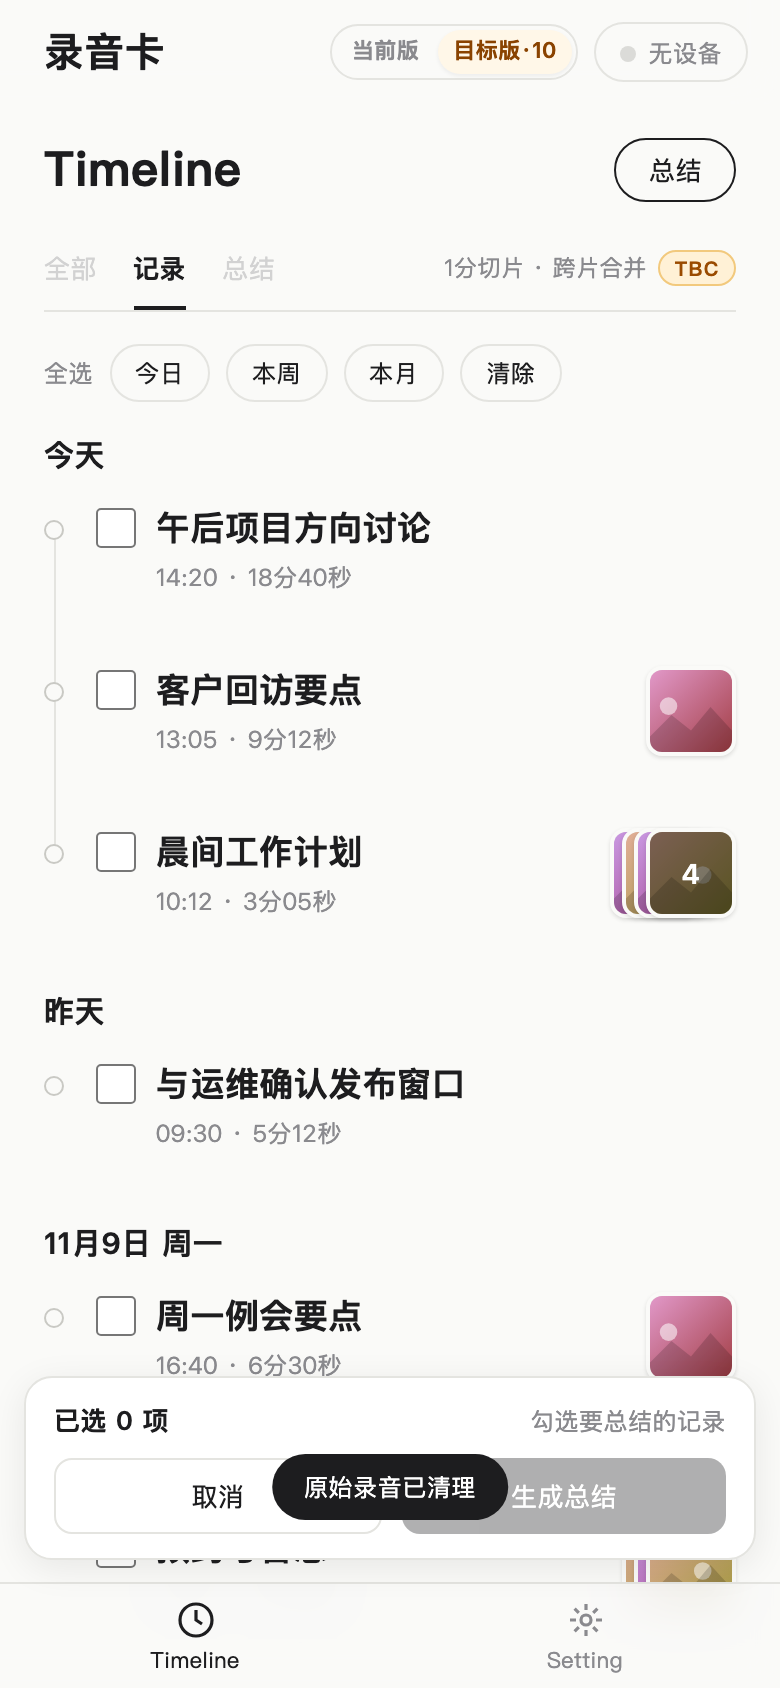 录音卡
当前版 目标版·10 无设备
Timeline 总结
全部 记录 总结 1分切片 · 跨片合并 TBC
全选 今日 本周 本月 清除
今天
午后项目方向讨论
14:20 · 18分40秒
客户回访要点
13:05 · 9分12秒
晨间工作计划
10:12 · 3分05秒
4
昨天
与运维确认发布窗口
09:30 · 5分12秒
11月9日 周一
周一例会要点
16:40 · 6分30秒
已选 0 项 勾选要总结的记录
取消 原始录音已清理 生成总结
Timeline Setting